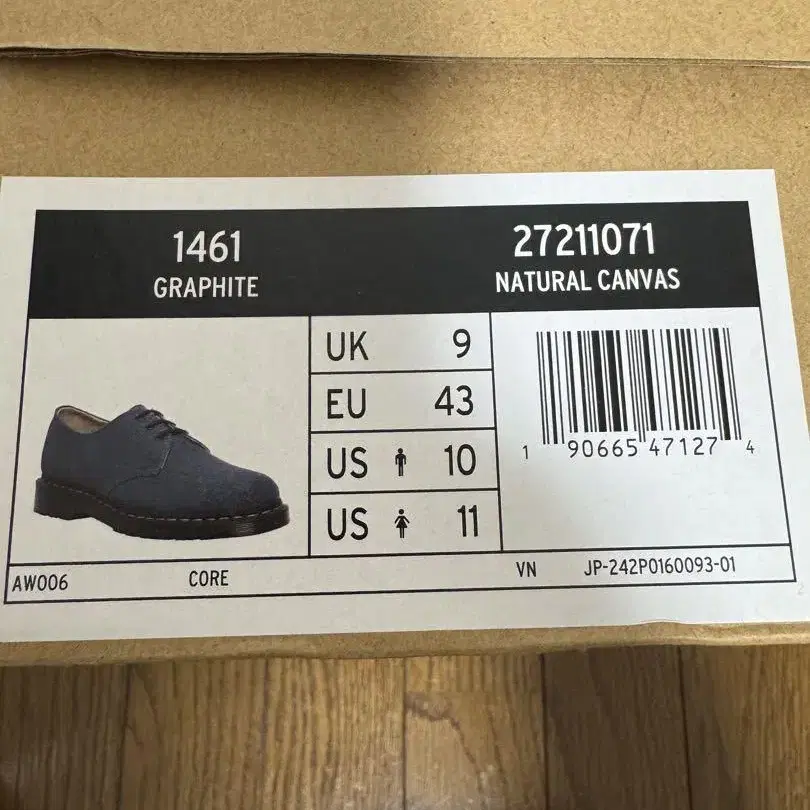 1461
GRAPHITE
27211071
NATURAL CANVAS
UK 9
EU 43
US 10
US 11
1 90665 47127 4
AW006 CORE VN JP-242P0160093-01